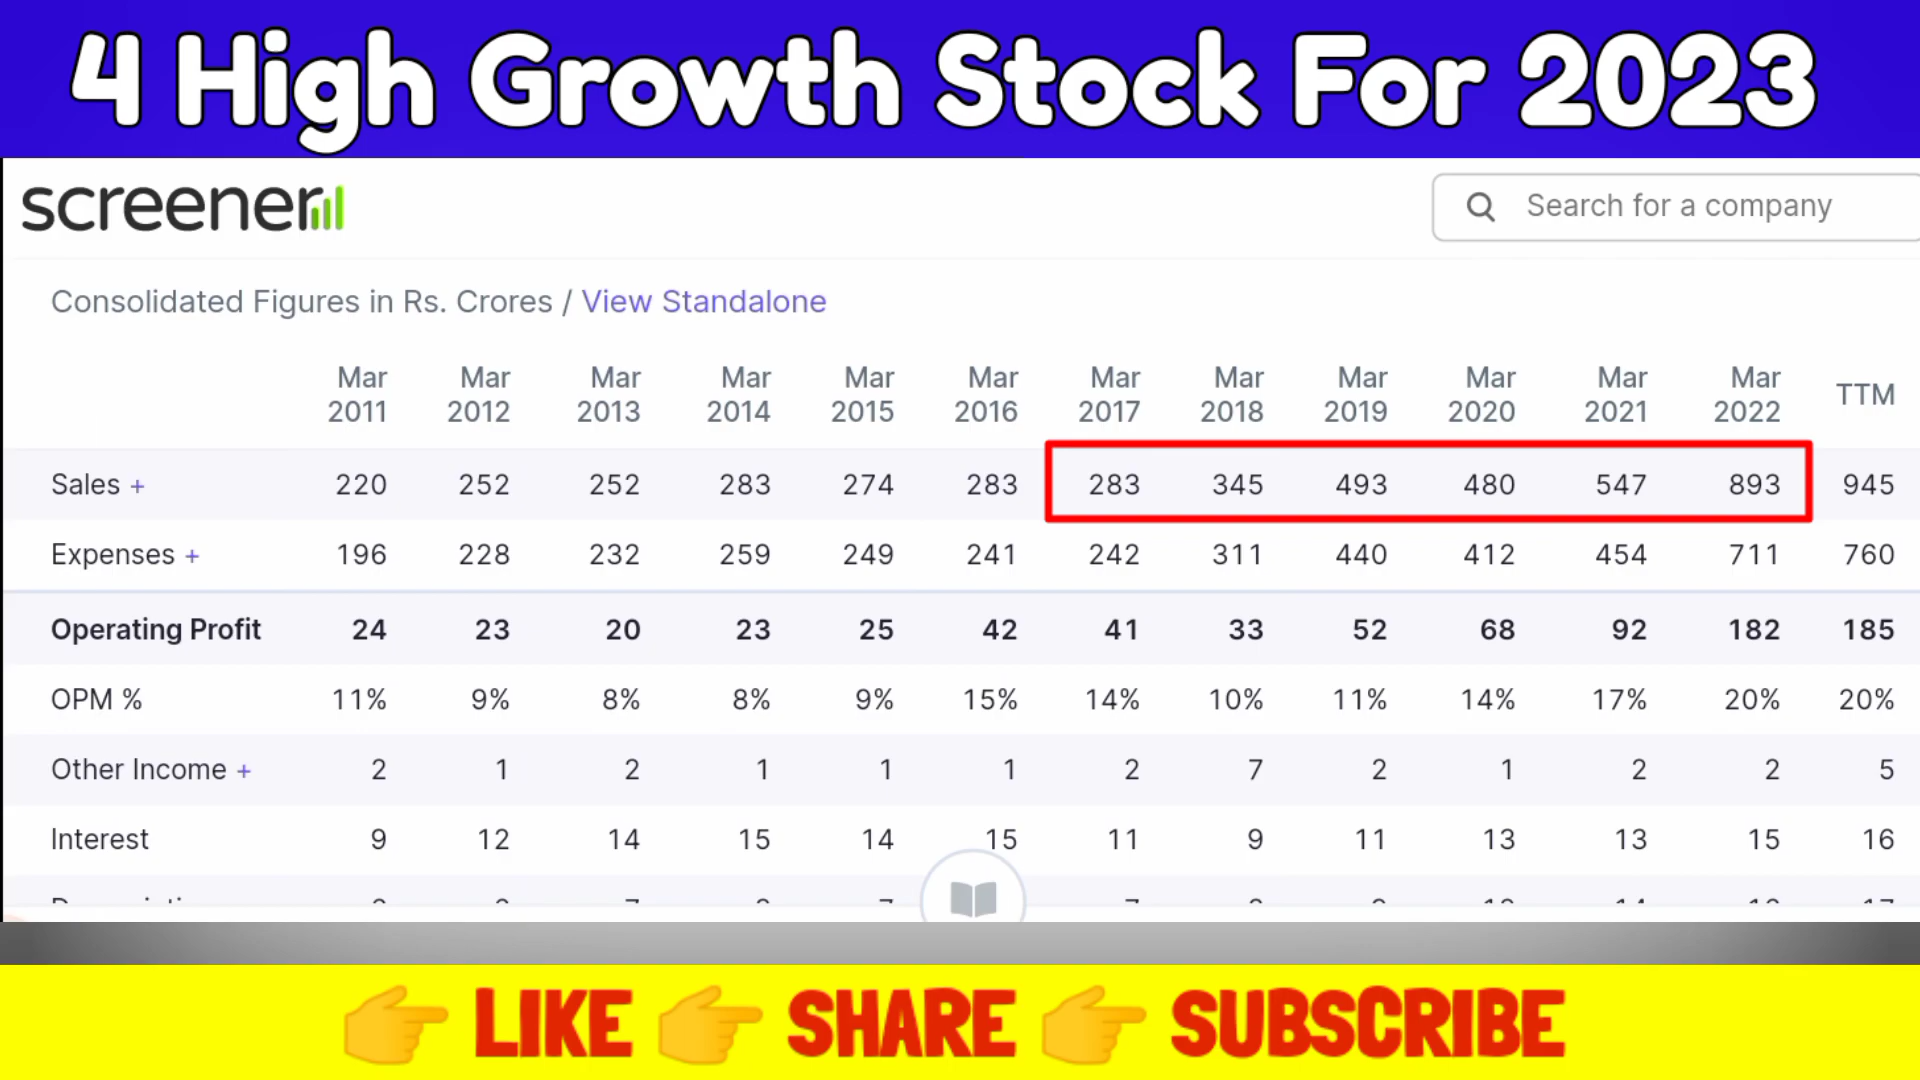 4 High Growth Stock For 2023
screener
Search for a company
Consolidated Figures in Rs. Crores / View Standalone
Mar 2011 Mar 2012 Mar 2013 Mar 2014 Mar 2015 Mar 2016 Mar 2017 Mar 2018 Mar 2019 Mar 2020 Mar 2021 Mar 2022 TTM
Sales + 220 252 252 283 274 283 283 345 493 480 547 893 945
Expenses + 196 228 232 259 249 241 242 311 440 412 454 711 760
Operating Profit 24 23 20 23 25 42 41 33 52 68 92 182 185
OPM % 11% 9% 8% 8% 9% 15% 14% 10% 11% 14% 17% 20% 20%
Other Income + 2 1 2 1 1 1 2 7 2 1 2 2 5
Interest 9 12 14 15 14 15 11 9 11 13 13 15 16
👉 LIKE 👉 SHARE 👉 SUBSCRIBE